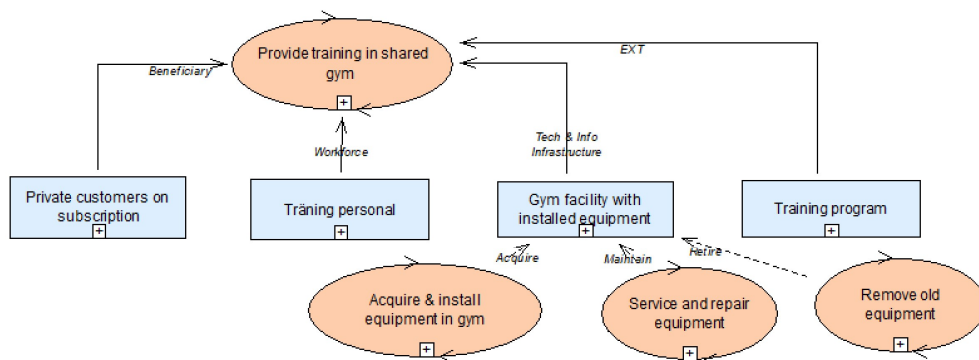 Provide training in shared
gym
EXT
Beneficiary
Workforce
Tech & Info
Infrastructure
Private customers on
subscription
Träning personal
Gym facility with
installed equipment
Training program
Acquire
Maintain
Retire
Acquire & install
equipment in gym
Service and repair
equipment
Remove old
equipment